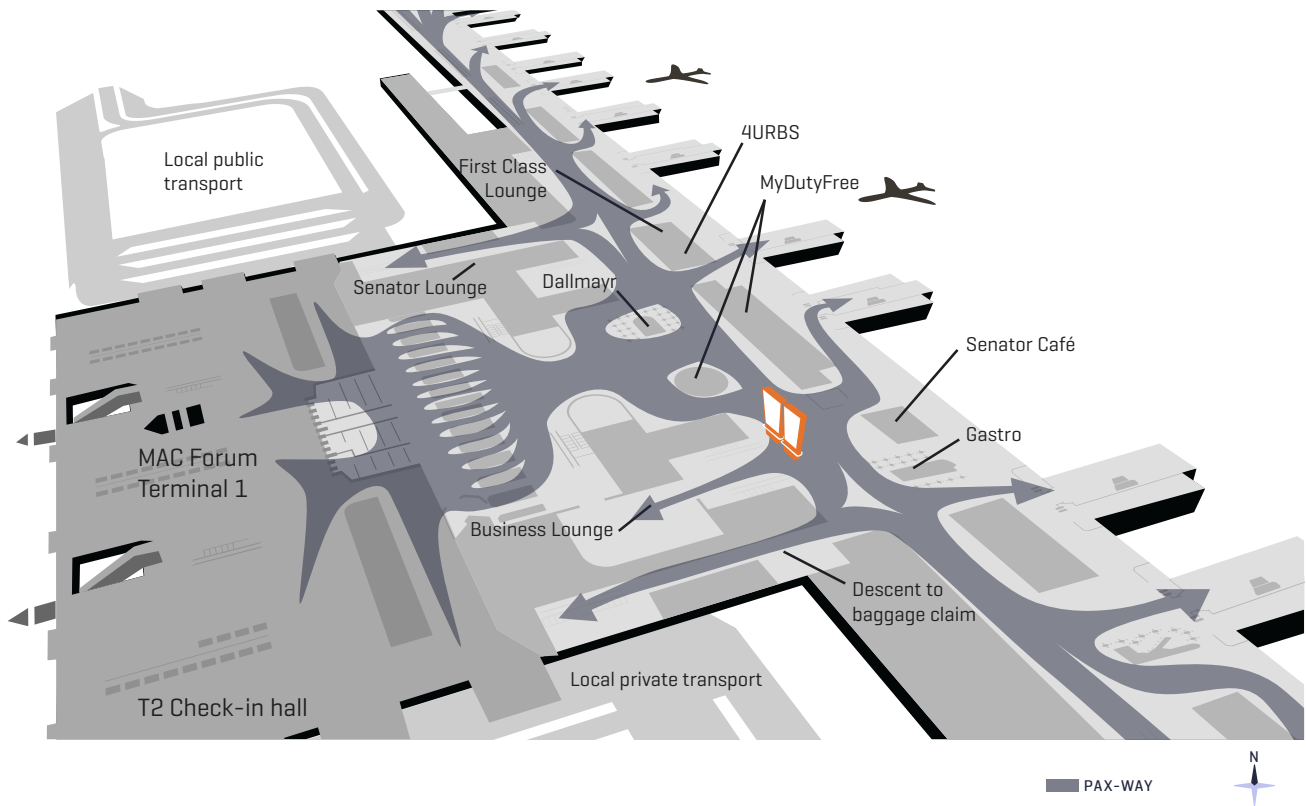 4URBS
Local public
transport
First Class
Lounge
MyDutyFree
Dallmayr
Senator Lounge
Senator Café
Gastro
MAC Forum
Terminal 1
Business Lounge
Descent to
baggage claim
Local private transport
T2 Check-in hall
N
PAX-WAY